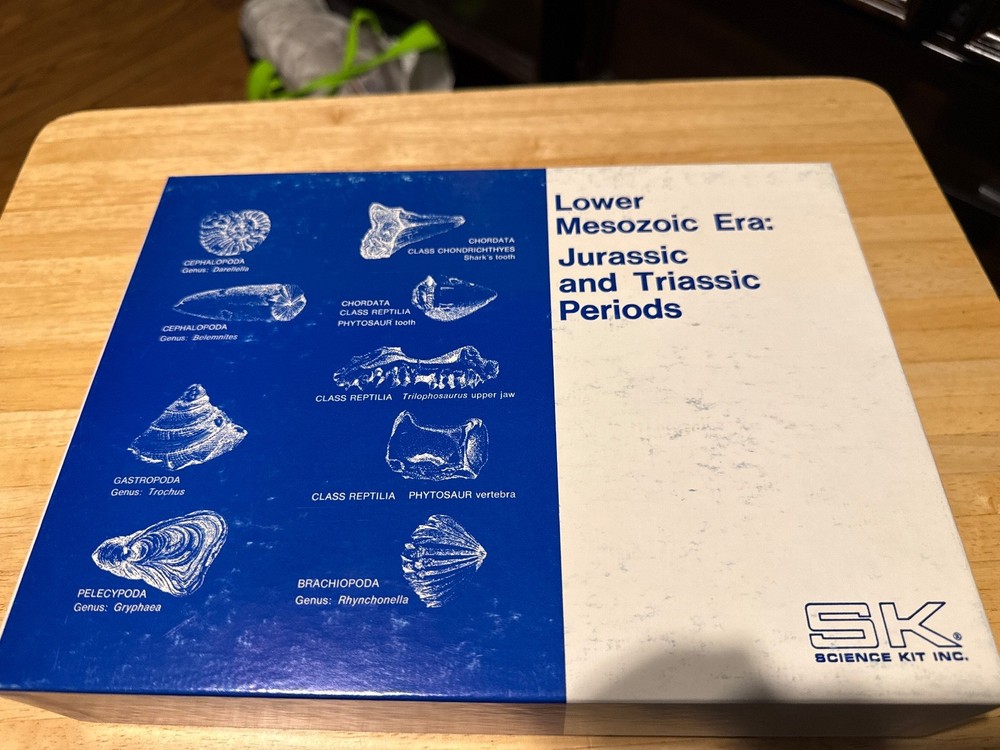 CEPHALOPODA
Genus: Darellella
CEPHALOPODA
Genus: Belemnites
GASTROPODA
Genus: Trochus
PELECYPODA
Genus: Gryphaea
CHORDATA
CLASS CHONDRICHTHYES
Shark's tooth
CHORDATA
CLASS REPTILIA
PHYTOSAUR tooth
CLASS REPTILIA Trilophosaurus upper jaw
CLASS REPTILIA PHYTOSAUR vertebra
BRACHIOPODA
Genus: Rhynchonella
Lower
Mesozoic Era:
Jurassic
and Triassic
Periods
SK®
SCIENCE KIT INC.